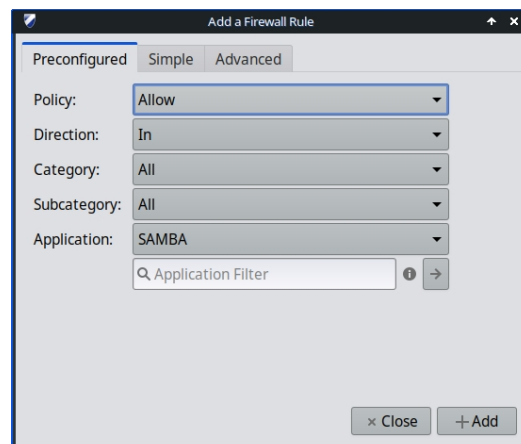 Add a Firewall Rule
Preconfigured Simple Advanced
Policy: Allow
Direction: In
Category: All
Subcategory: All
Application: SAMBA
Application Filter
Close Add